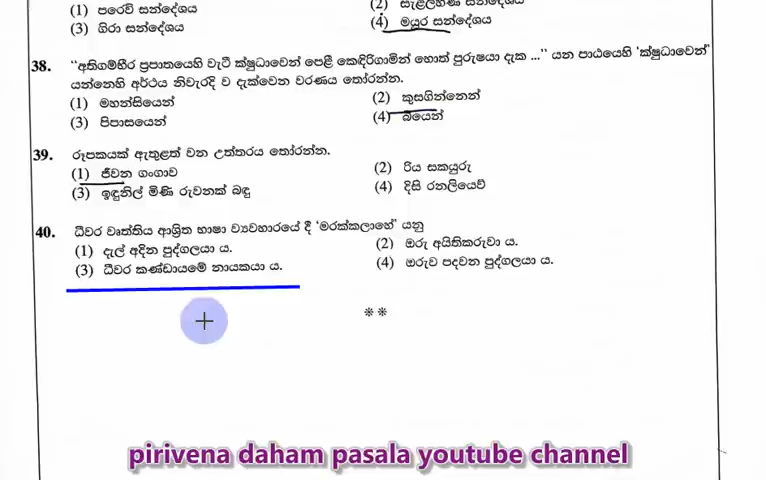 (1) පරෙවි සන්දේශය (2) සැළලිහිණි සන්දේශය
(3) ගිරා සන්දේශය (4) මයුර සන්දේශය
38. “අතිගම්භීර ප්‍රපාතයෙහි වැටී ක්ෂුධාවෙන් පෙළී කෙඳිරිගාමින් හොත් පුරුෂයා දැක ...” යන පාඨයෙහි ‘ක්ෂුධාවෙන්’
යන්නෙහි අර්ථය නිවැරදි ව දැක්වෙන වරණය තෝරන්න.
(1) මහන්සියෙන් (2) කුසගින්නෙන්
(3) පිපාසයෙන් (4) බියෙන්
39. රූපකයක් ඇතුළත් වන උත්තරය තෝරන්න.
(1) ජීවන ගංගාව (2) රිය සකයුරු
(3) ඉඳුනිල් මිණි රුවනක් බඳු (4) දිසි රනලියෙව්
40. ධීවර වෘත්තිය ආශ්‍රිත භාෂා ව්‍යවහාරයේ දී ‘මරක්කලාහේ’ යනු
(1) දැල් අදින පුද්ගලයා ය. (2) ඔරු අයිතිකරුවා ය.
(3) ධීවර කණ්ඩායමේ නායකයා ය. (4) ඔරුව පදවන පුද්ගලයා ය.
**
pirivena daham pasala youtube channel